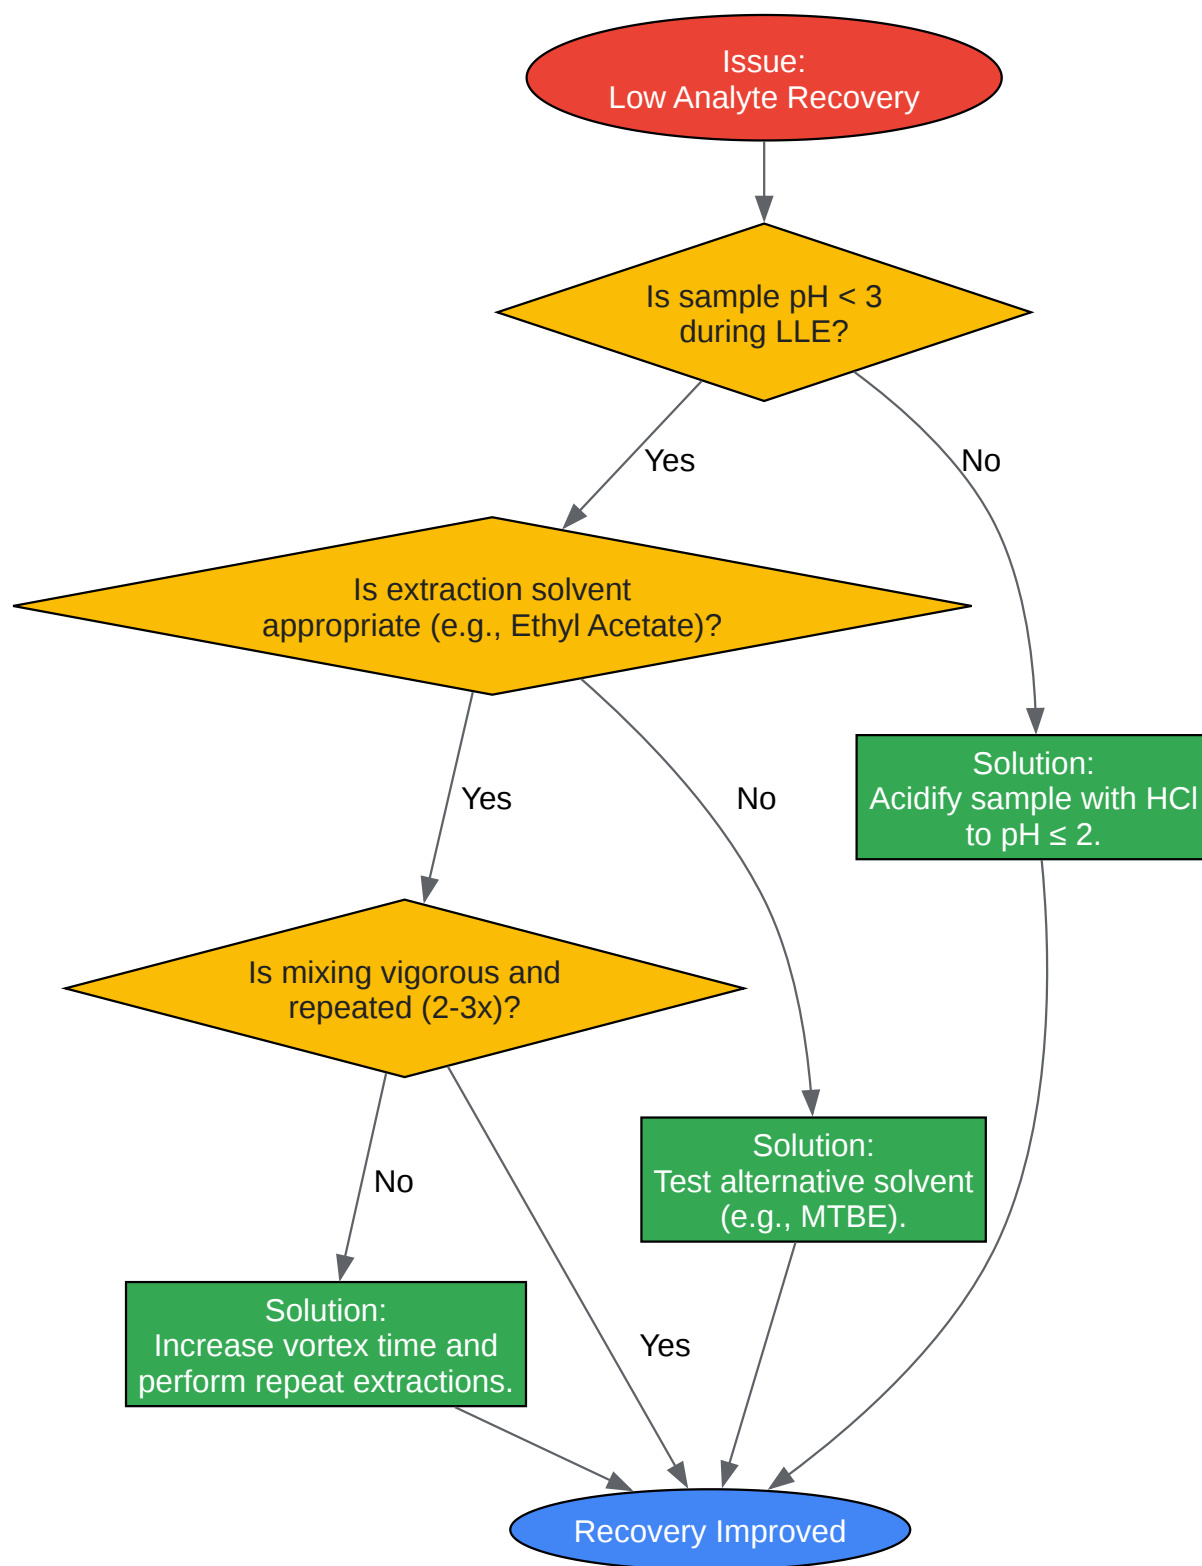 Issue:
Low Analyte Recovery
Is sample pH < 3
during LLE?
Yes
No
Is extraction solvent
appropriate (e.g., Ethyl Acetate)?
Solution:
Acidify sample with HCl
to pH ≤ 2.
Yes
No
Is mixing vigorous and
repeated (2-3x)?
Solution:
Test alternative solvent
(e.g., MTBE).
No
Solution:
Increase vortex time and
perform repeat extractions.
Yes
Recovery Improved